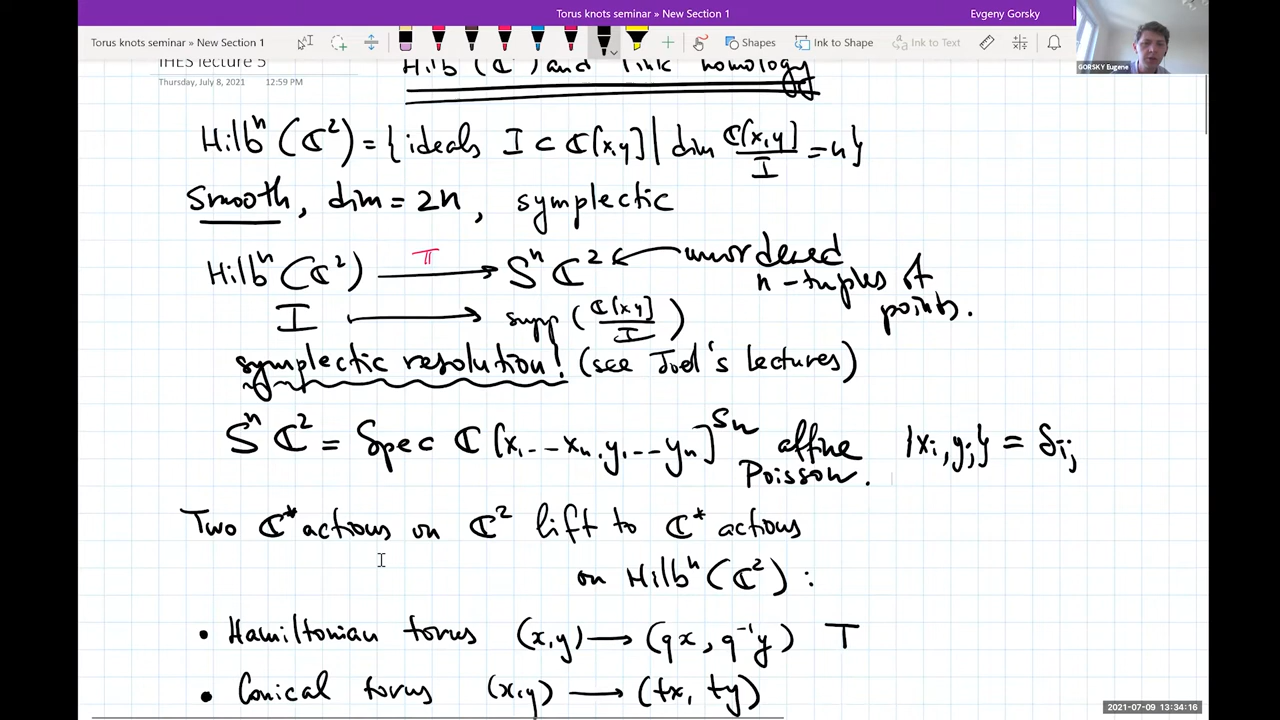 Torus knots seminar » New Section 1
Evgeny Gorsky
Torus knots seminar » New Section 1
Shapes
Ink to Shape
Ink to Text
GORSKY Eugene
IHES lecture 5
Thursday, July 8, 2021 12:59 PM
Hilbⁿ(ℂ²) and link homology
Hilbⁿ(ℂ²) = {ideals I ⊂ ℂ[x,y] | dim ℂ[x,y]/I = n}
Smooth, dim = 2n, symplectic
Hilbⁿ(ℂ²) —π→ Sⁿℂ² ← unordered
n-tuples of
points.
I ⟼ supp(ℂ[x,y]/I)
symplectic resolution! (see Joel's lectures)
Sⁿℂ² = Spec ℂ[x₁--xₙ, y₁---yₙ]^Sₙ affine {xᵢ,yⱼ} = δᵢⱼ
Poisson.
Two ℂ* actions on ℂ² lift to ℂ* actions
on Hilbⁿ(ℂ²):
• Hamiltonian torus (x,y) → (qx, q⁻¹y) T
• Conical torus (x,y) → (tx, ty)
2021-07-09 13:34:16